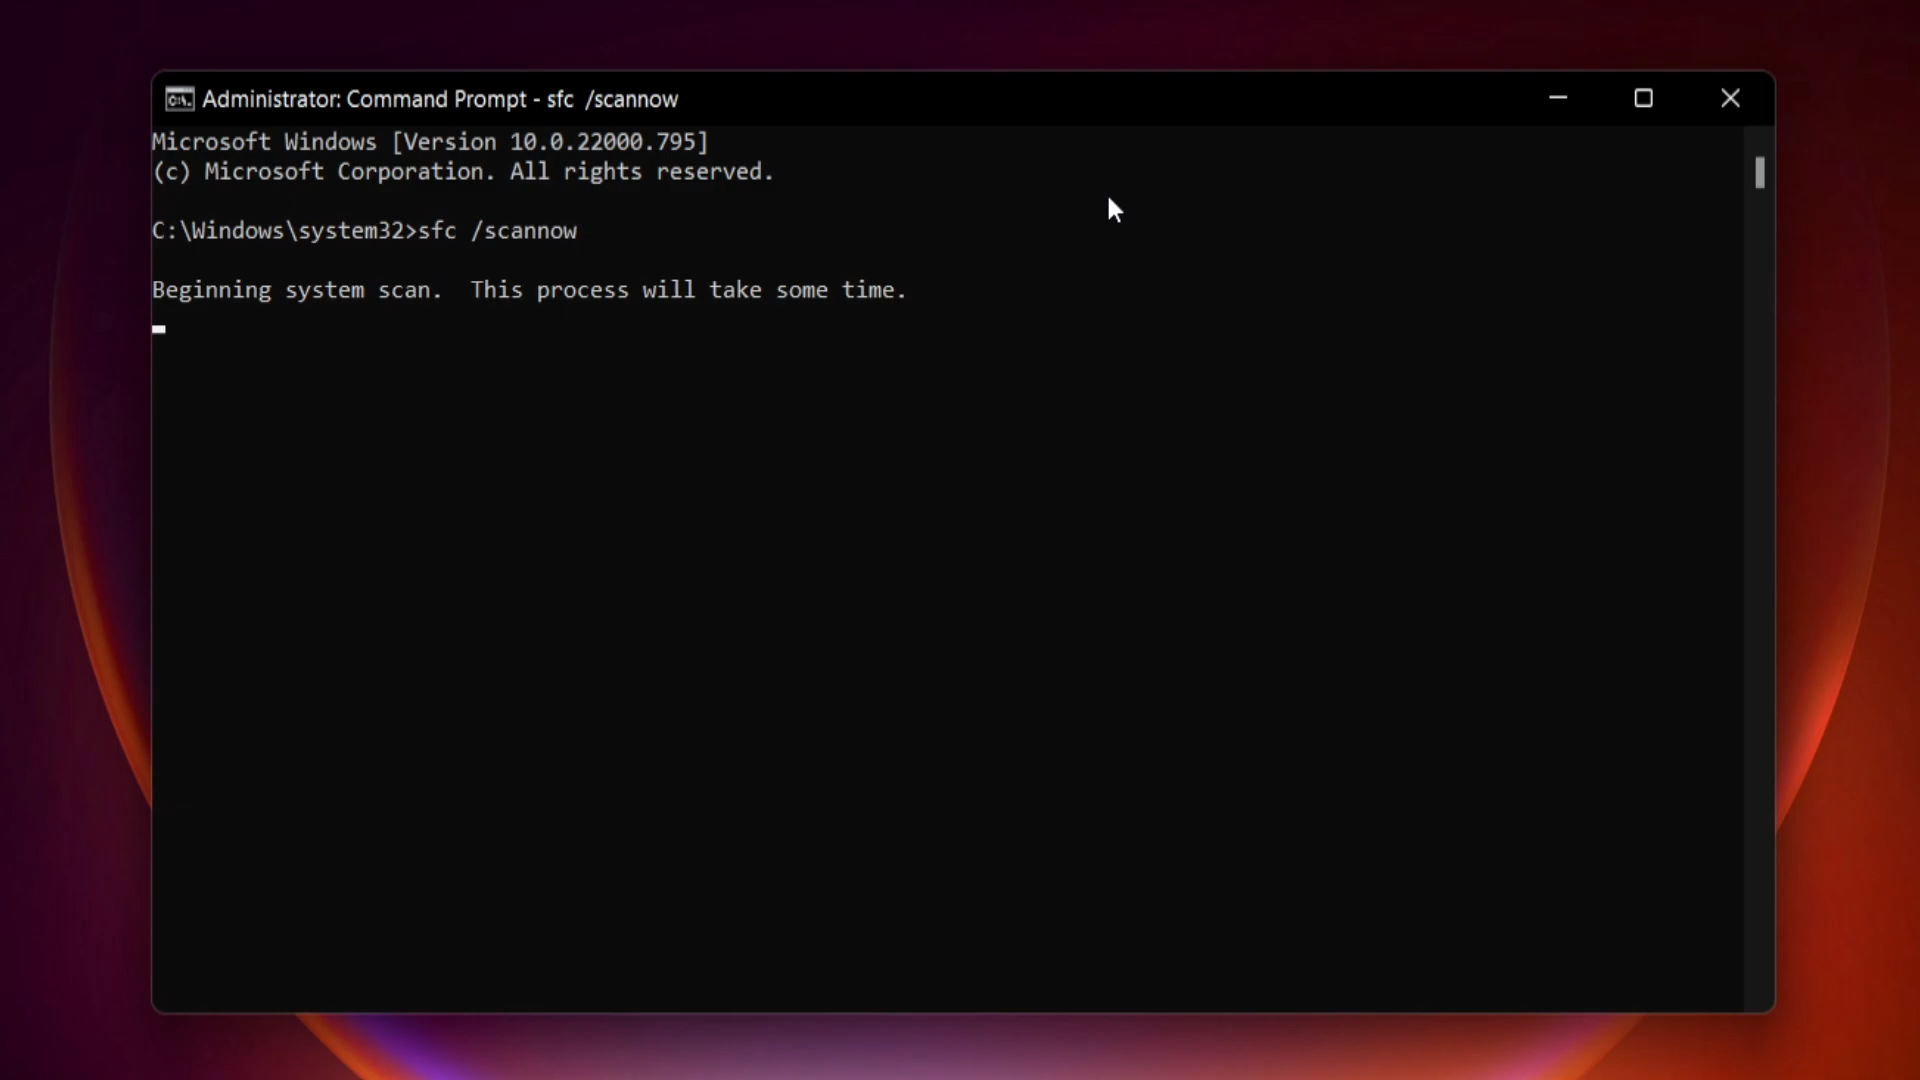 Administrator: Command Prompt - sfc  /scannow
Microsoft Windows [Version 10.0.22000.795]
(c) Microsoft Corporation. All rights reserved.
C:\Windows\system32>sfc /scannow
Beginning system scan.  This process will take some time.